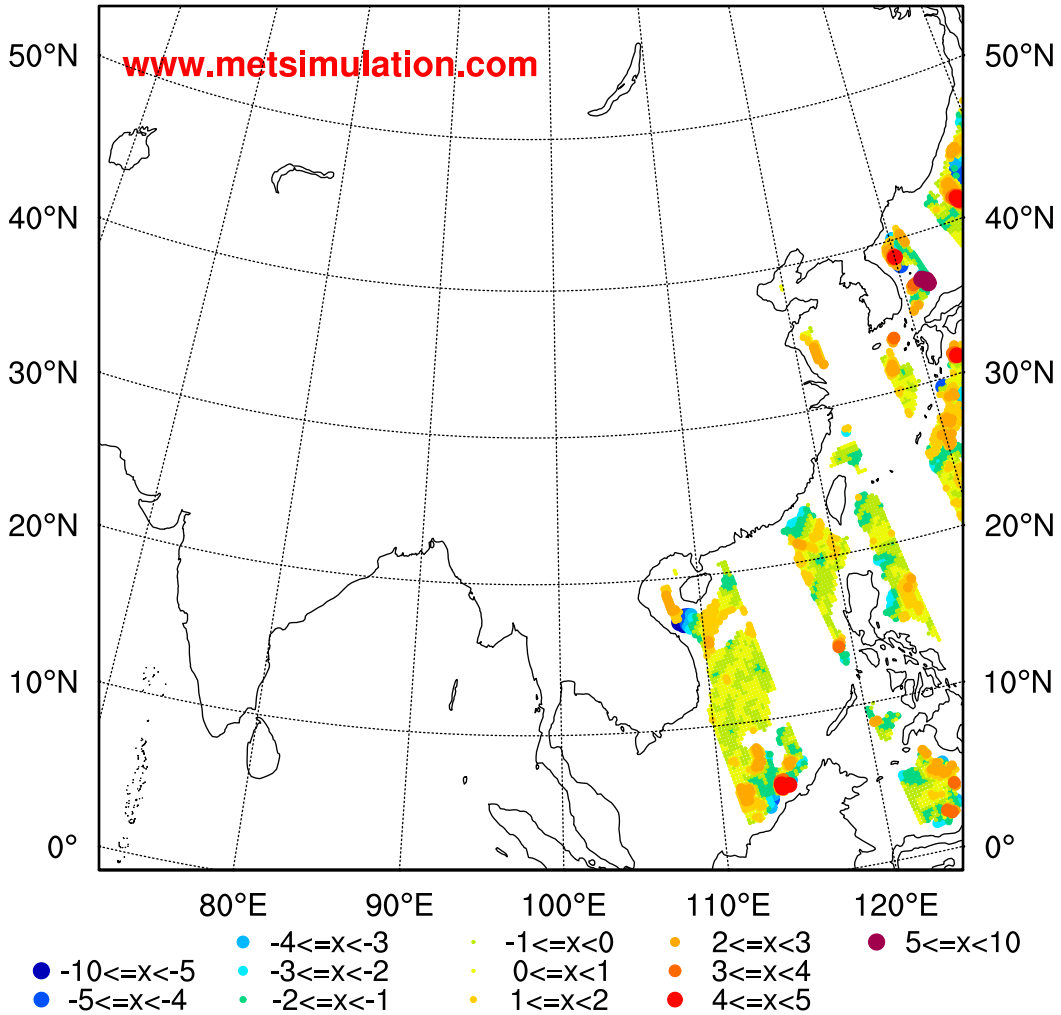 www.metsimulation.com
50°N 50°N
40°N 40°N
30°N 30°N
20°N 20°N
10°N 10°N
0° 0°
80°E 90°E 100°E 110°E 120°E
-4<=x<-3 -1<=x<0 2<=x<3 5<=x<10
-10<=x<-5 -3<=x<-2 0<=x<1 3<=x<4
-5<=x<-4 -2<=x<-1 1<=x<2 4<=x<5